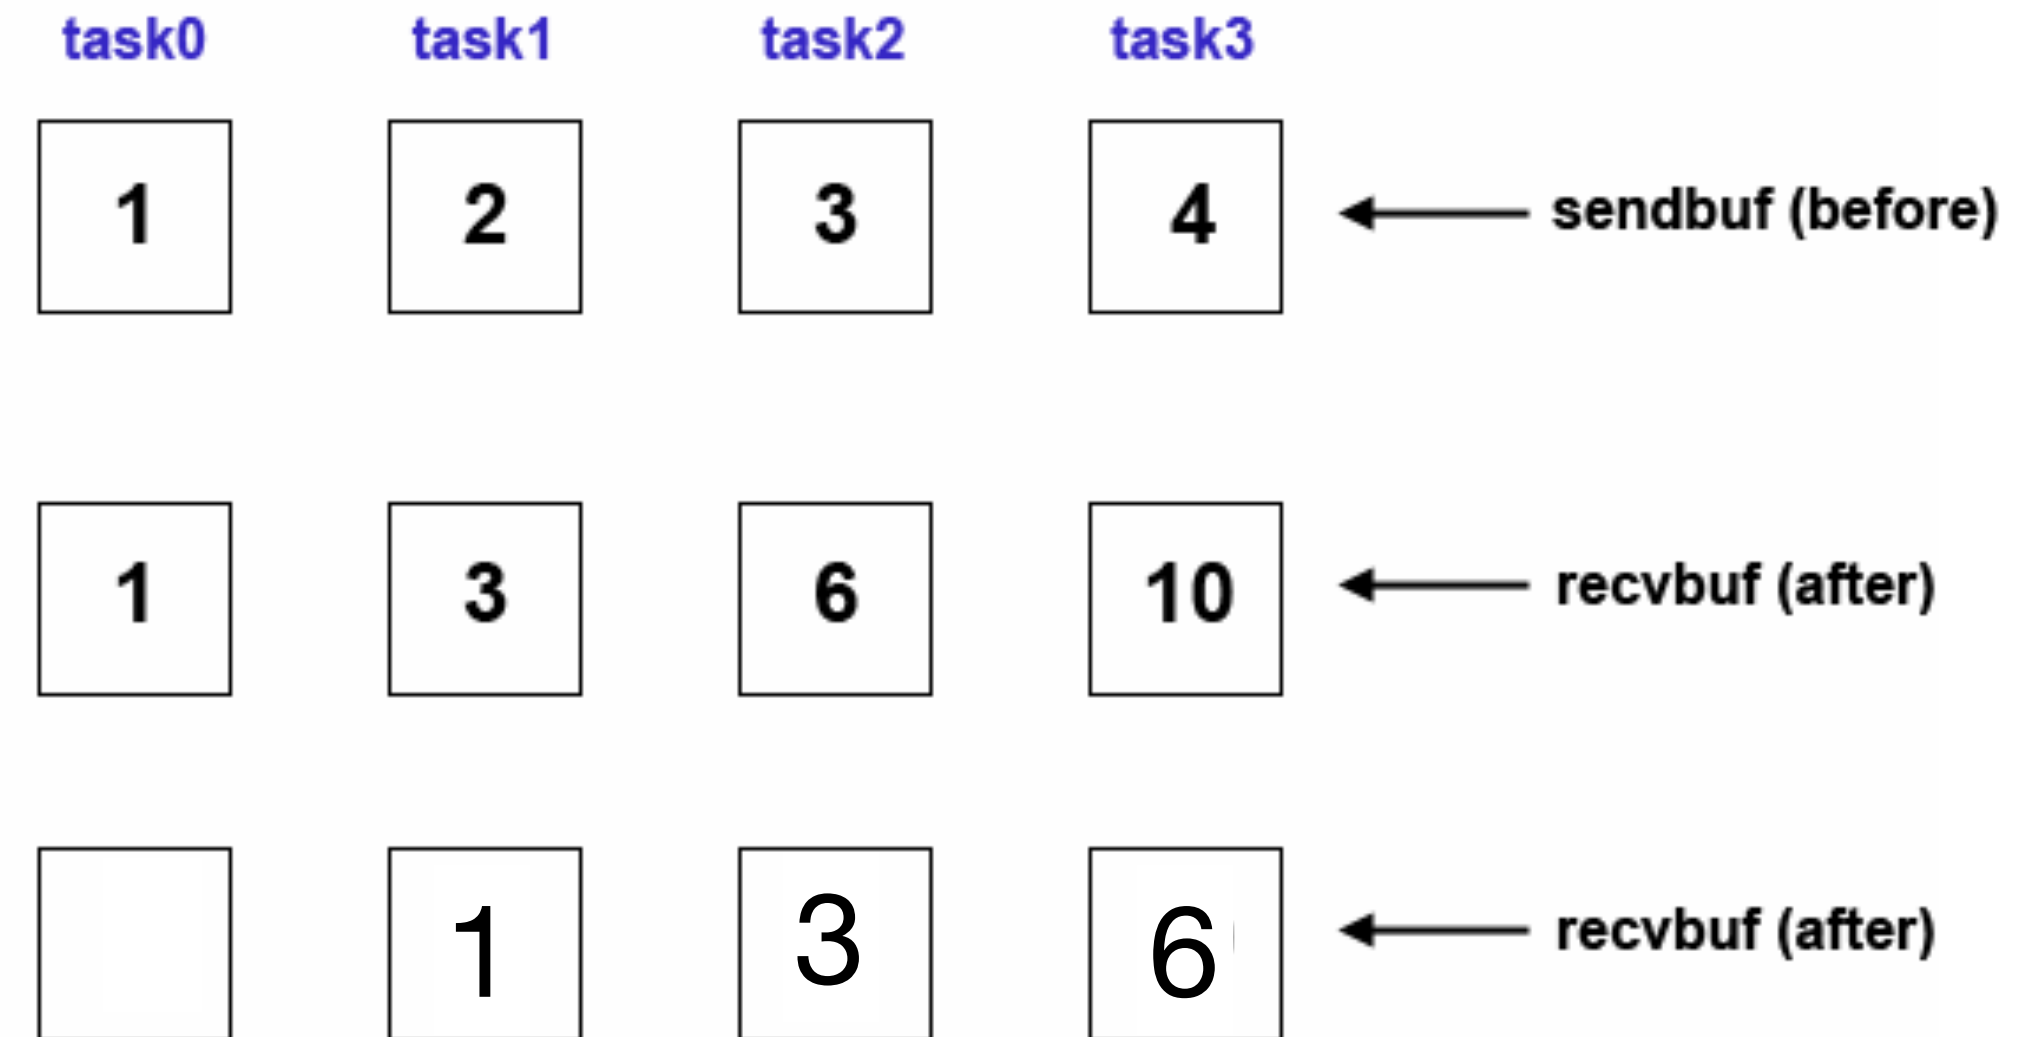 task0 task1 task2 task3
1 2 3 4 sendbuf (before)
1 3 6 10 recvbuf (after)
1 3 6 recvbuf (after)